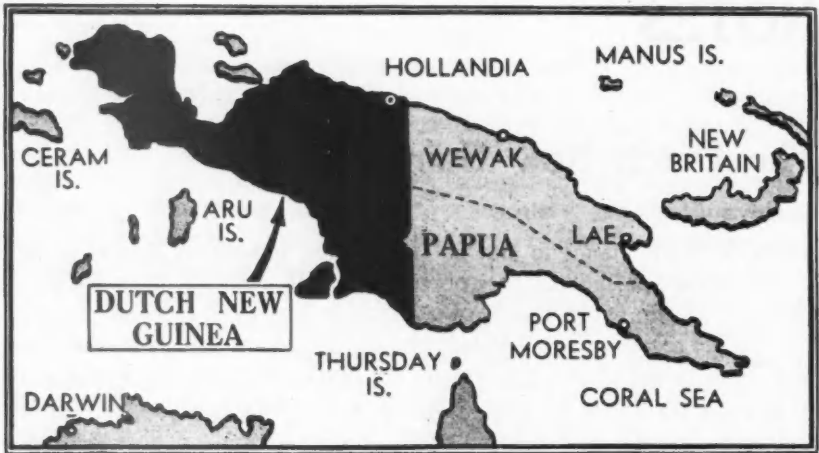 HOLLANDIA
MANUS IS.
CERAM
IS.
WEWAK
NEW
BRITAIN
ARU
IS.
PAPUA
LAE
DUTCH NEW
GUINEA
PORT
MORESBY
THURSDAY
IS.
DARWIN
CORAL SEA